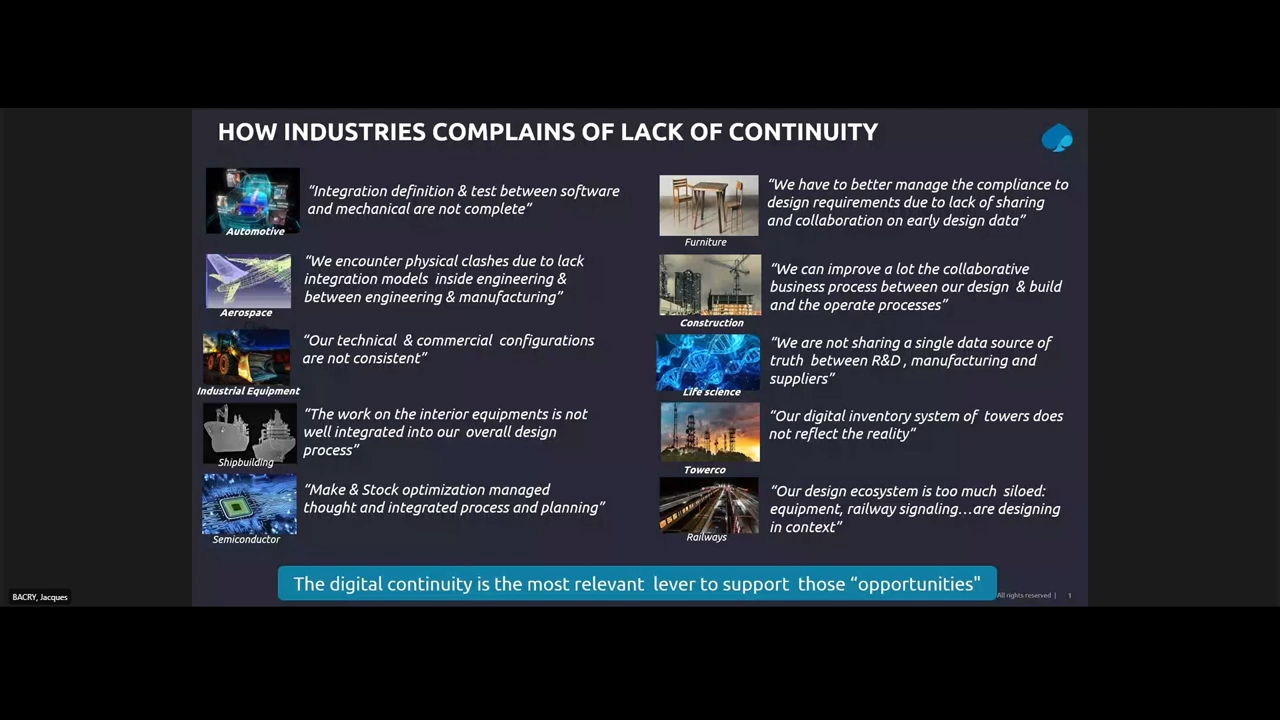 HOW INDUSTRIES COMPLAINS OF LACK OF CONTINUITY
“Integration definition & test between software
and mechanical are not complete”
Automotive
“We encounter physical clashes due to lack
integration models inside engineering &
between engineering & manufacturing”
Aerospace
“Our technical & commercial configurations
are not consistent”
Industrial Equipment
“The work on the interior equipments is not
well integrated into our overall design
process”
Shipbuilding
“Make & Stock optimization managed
thought and integrated process and planning”
Semiconductor
“We have to better manage the compliance to
design requirements due to lack of sharing
and collaboration on early design data”
Furniture
“We can improve a lot the collaborative
business process between our design & build
and the operate processes”
Construction
“We are not sharing a single data source of
truth between R&D , manufacturing and
suppliers”
Life science
“Our digital inventory system of towers does
not reflect the reality”
Towerco
“Our design ecosystem is too much siloed:
equipment, railway signaling…are designing
in context”
Railways
The digital continuity is the most relevant lever to support those “opportunities"
All rights reserved | 1
BACRY, Jacques